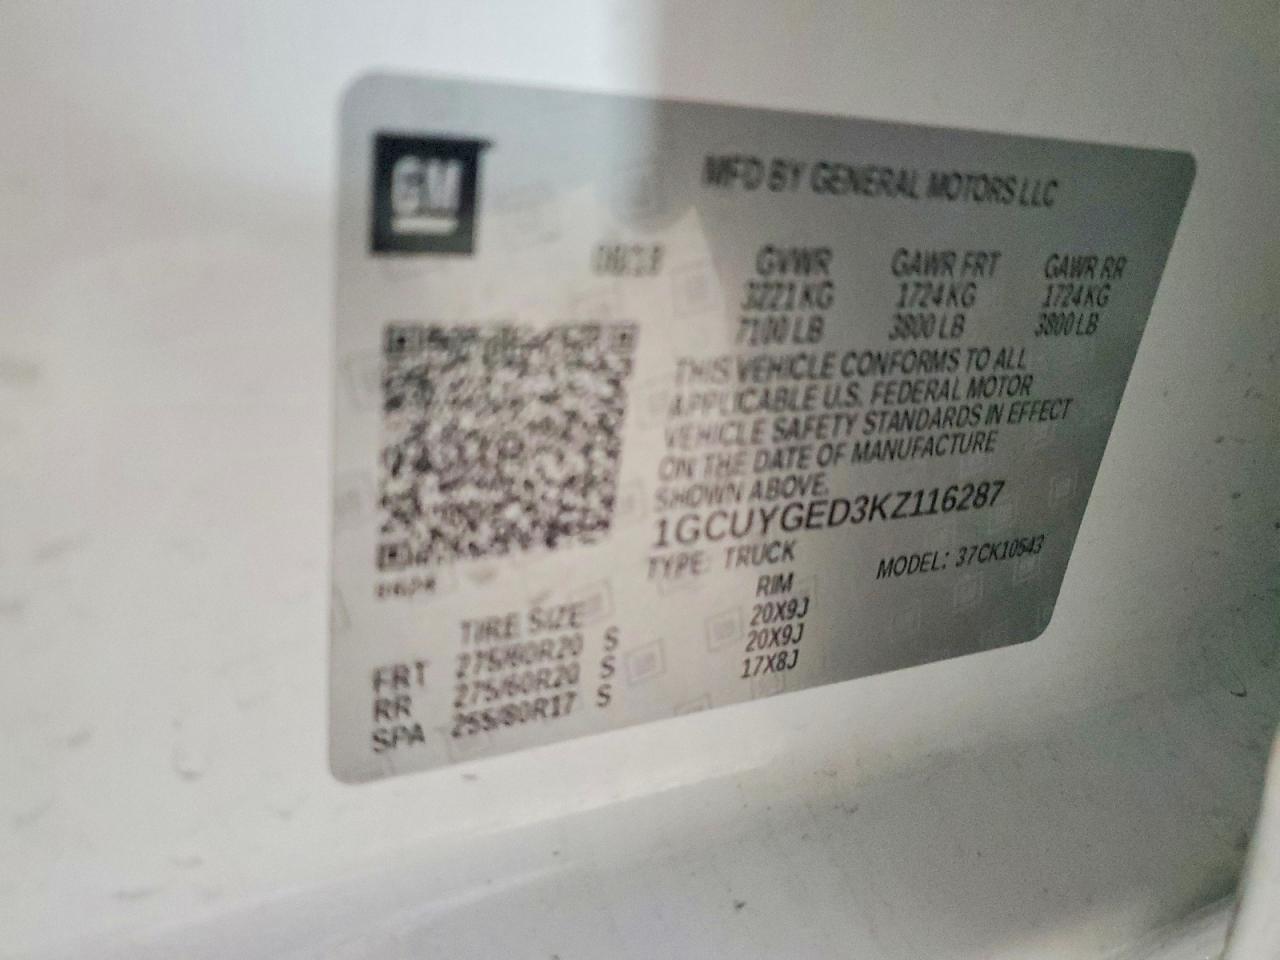 GM
MFD BY GENERAL MOTORS LLC
08/18 GVWR GAWR FRT GAWR RR
3221 KG 1724 KG 1724 KG
7100 LB 3800 LB 3800 LB
THIS VEHICLE CONFORMS TO ALL
APPLICABLE U.S. FEDERAL MOTOR
VEHICLE SAFETY STANDARDS IN EFFECT
ON THE DATE OF MANUFACTURE
SHOWN ABOVE.
1GCUYGED3KZ116287
TYPE: TRUCK MODEL: 37CK10543
TIRE SIZE RIM
FRT 275/60R20 S 20X9J
RR 275/60R20 S 20X9J
SPA 255/80R17 S 17X8J